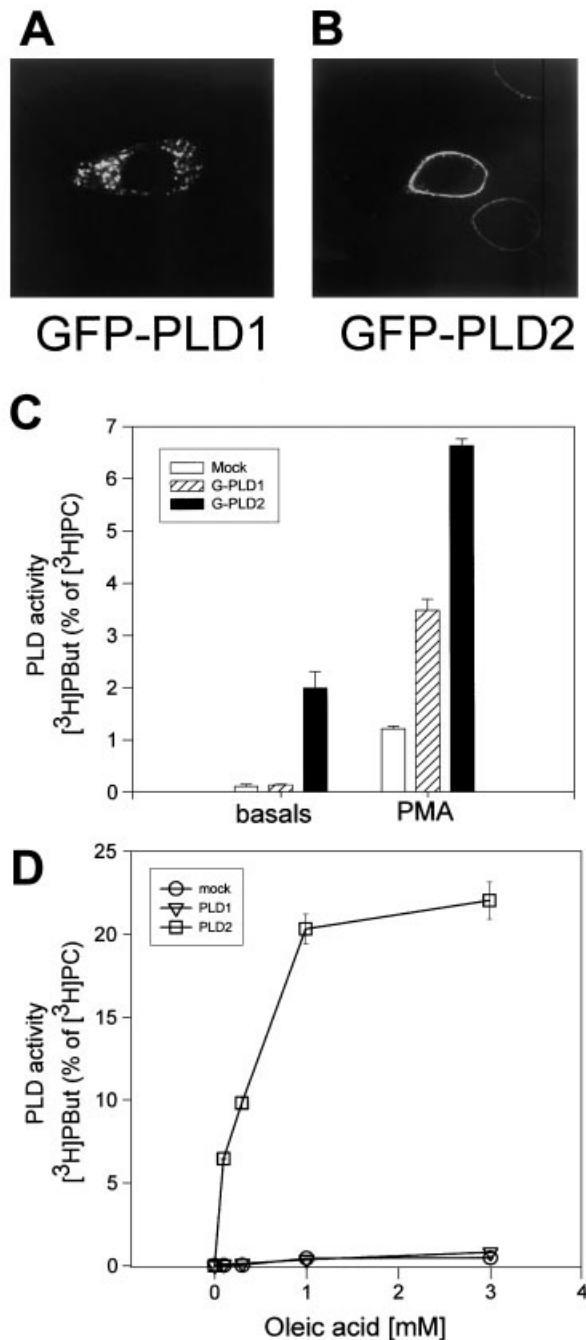 A
B
GFP-PLD1
GFP-PLD2
C
PLD activity
[³H]PBut (% of [³H]PC)
7
6
5
4
3
2
1
0
Mock
G-PLD1
G-PLD2
basals
PMA
D
PLD activity
[³H]PBut (% of [³H]PC)
25
20
15
10
5
0
mock
PLD1
PLD2
0
1
2
3
4
Oleic acid [mM]